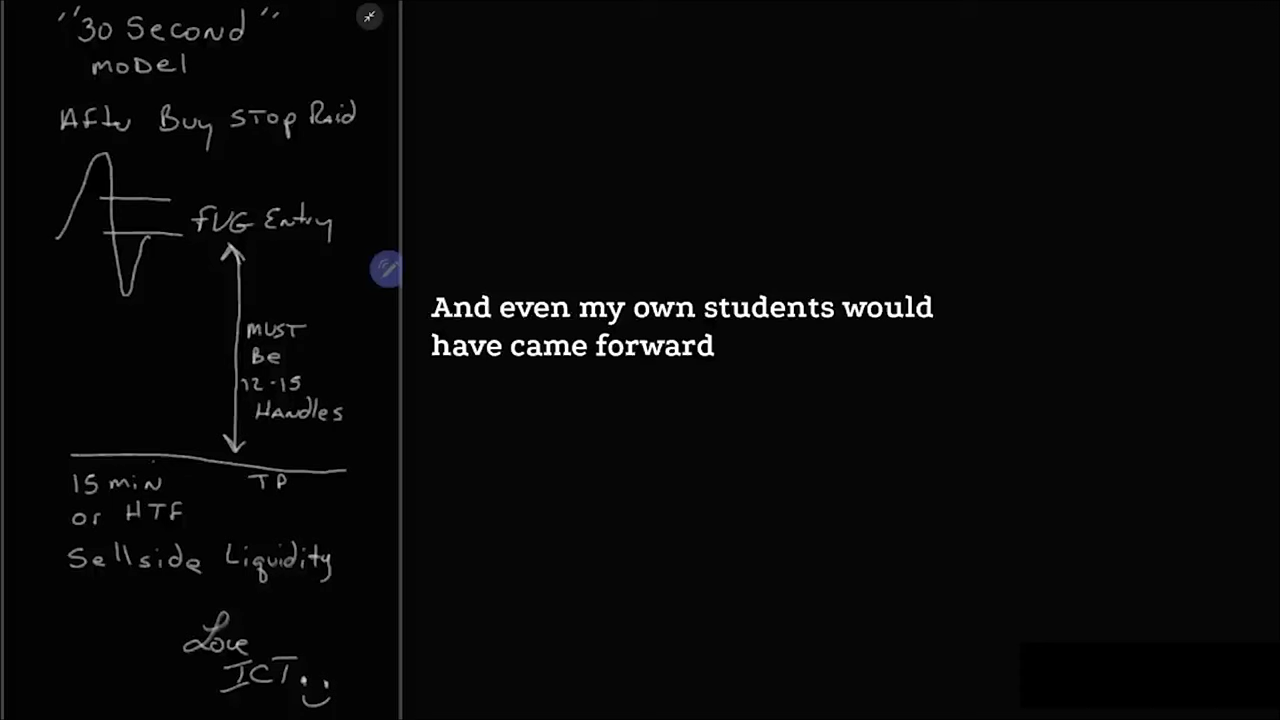 "30 Second"
model
After Buy Stop Raid
FVG Entry
MUST
Be
12-15
HANdles
15 min
TP
or HTF
Sellside Liquidity
Love
ICT
And even my own students would
have came forward